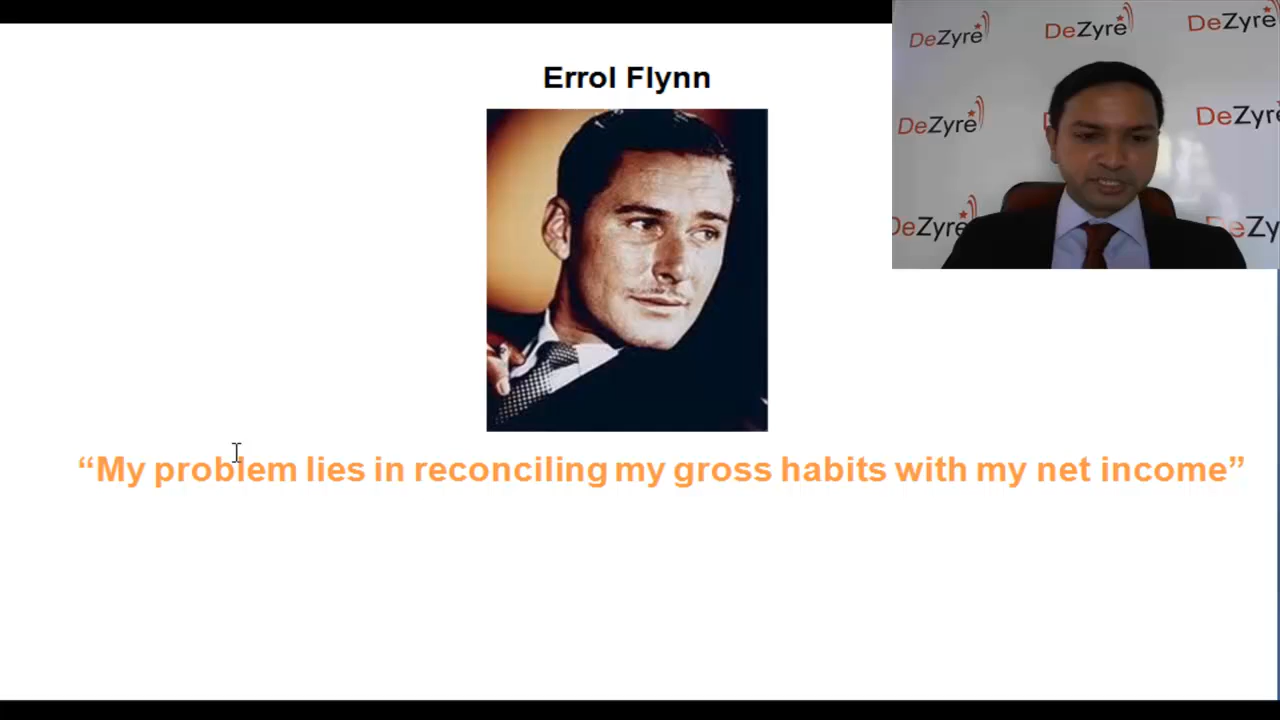 Errol Flynn
DeZyre
DeZyre
DeZyre
DeZyre
DeZyre
“My problem lies in reconciling my gross habits with my net income”